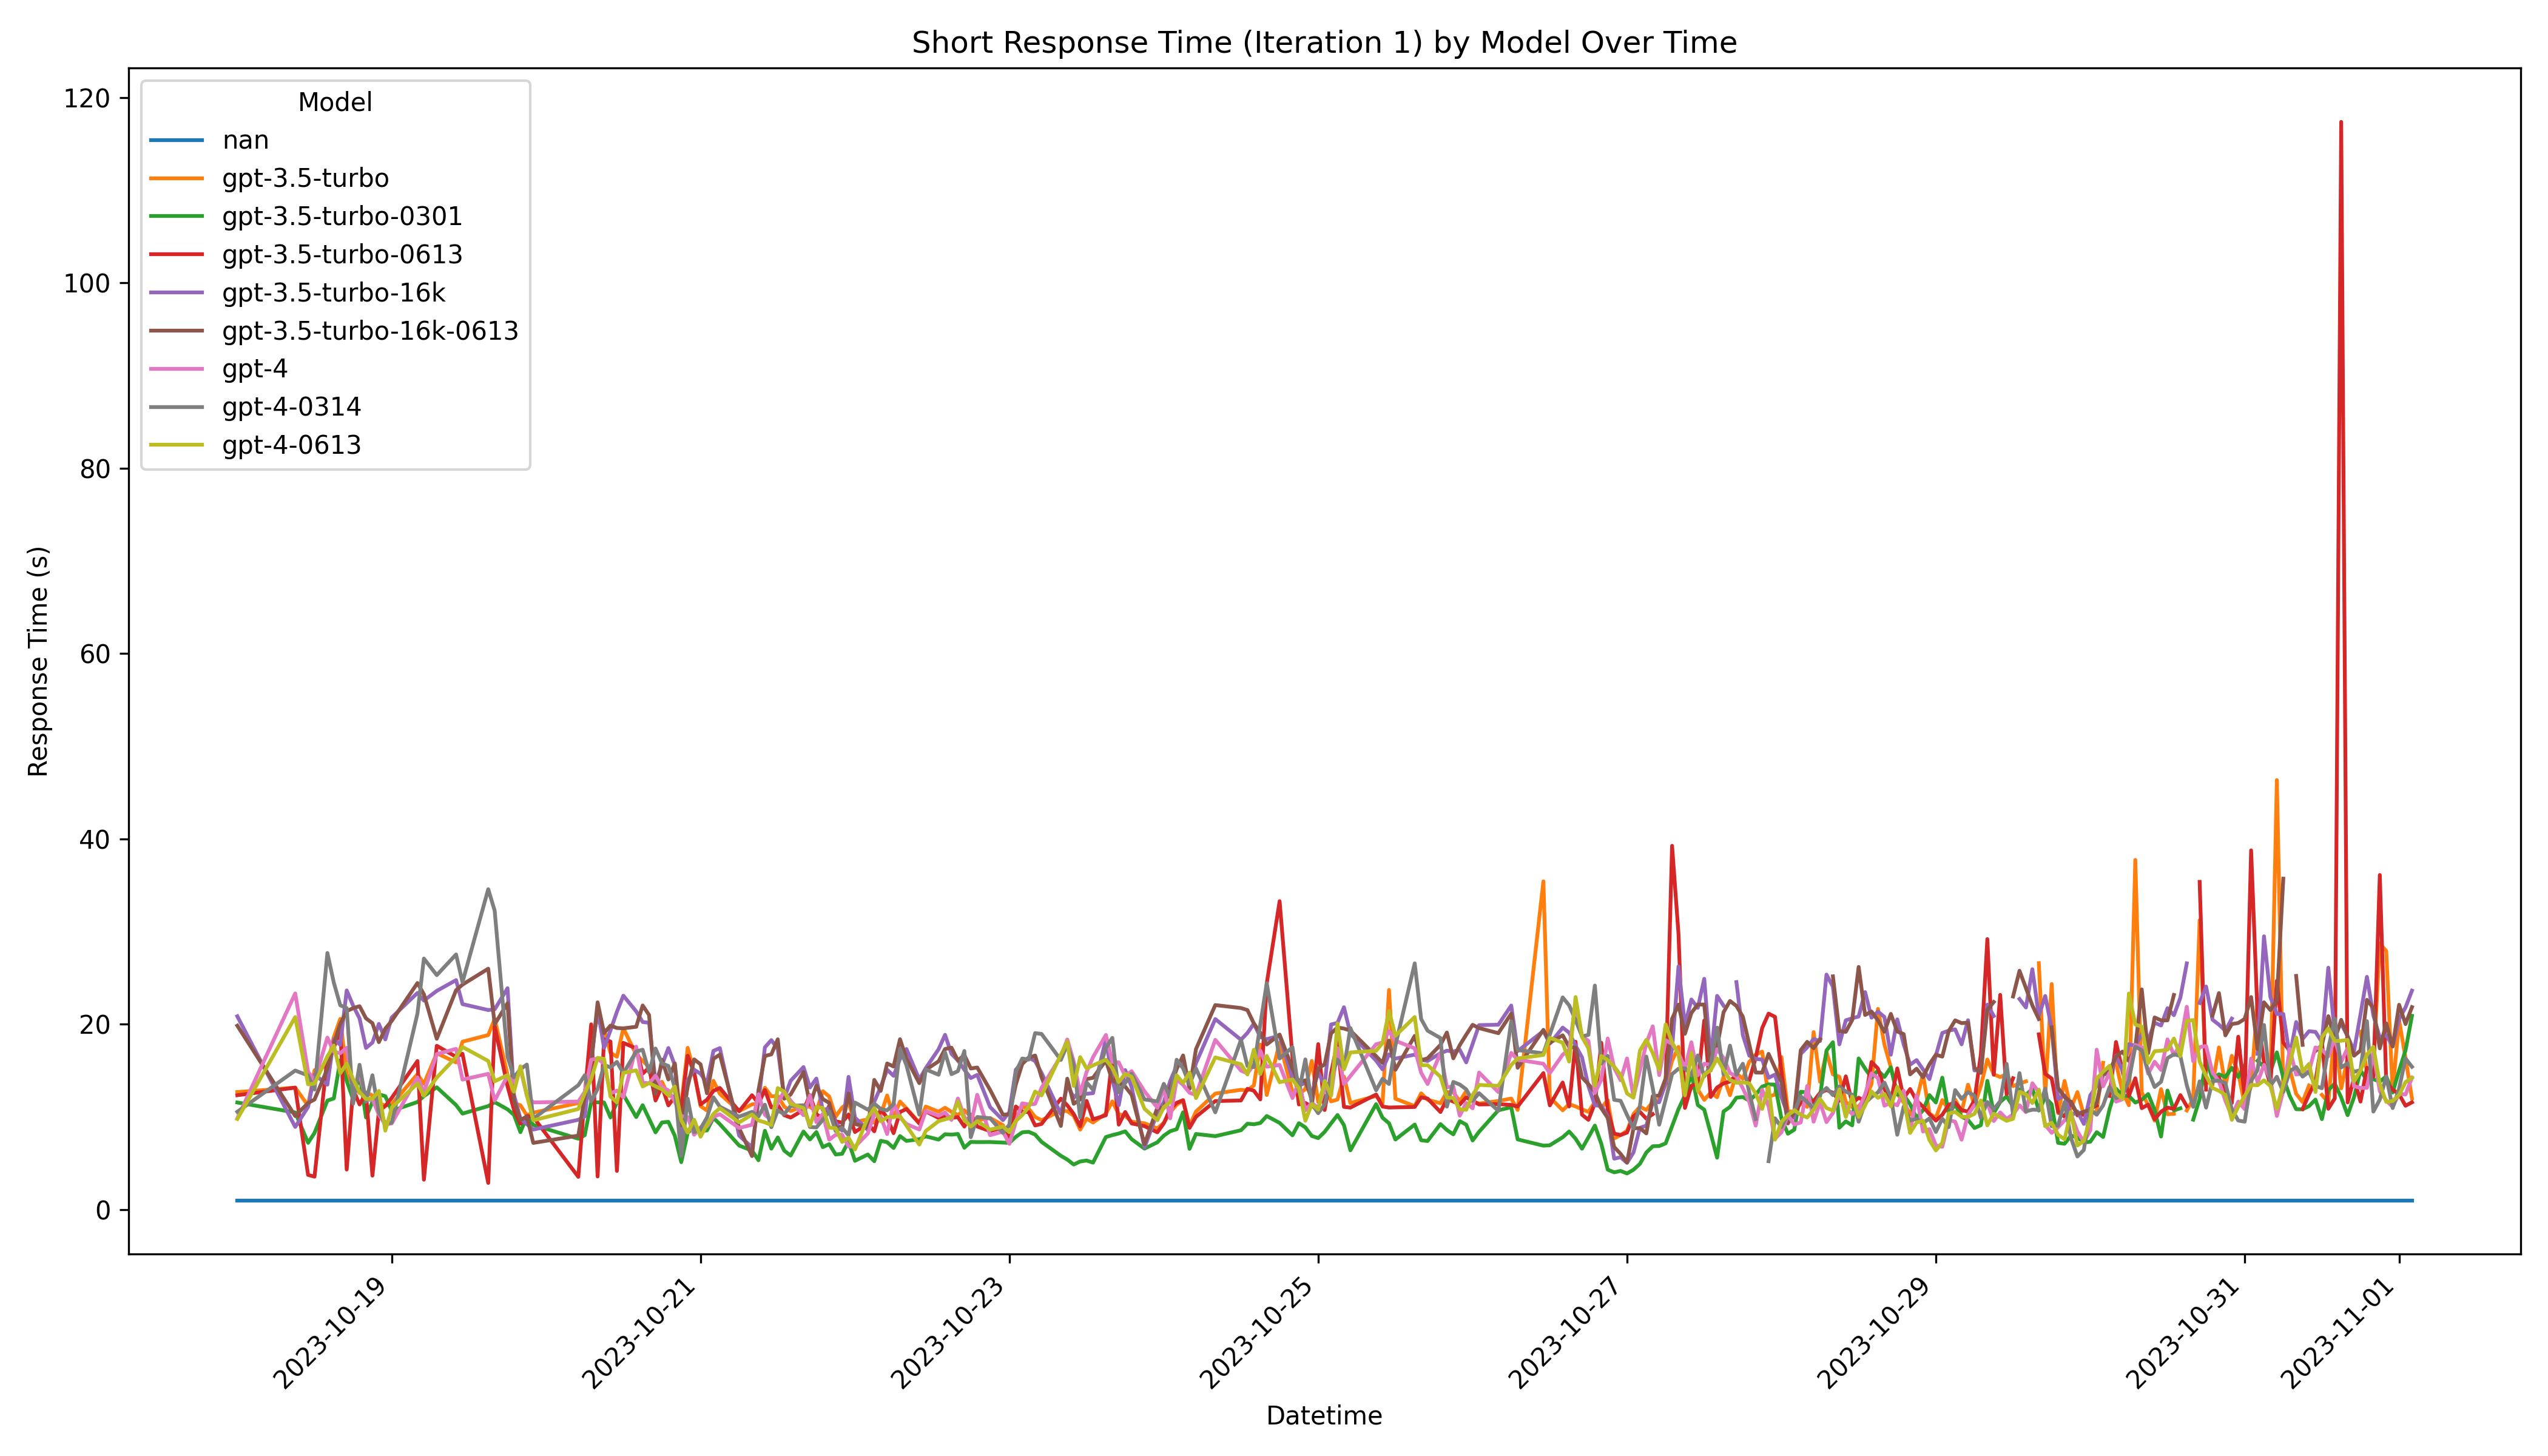 Short Response Time (Iteration 1) by Model Over Time
Model
nan
gpt-3.5-turbo
gpt-3.5-turbo-0301
gpt-3.5-turbo-0613
gpt-3.5-turbo-16k
gpt-3.5-turbo-16k-0613
gpt-4
gpt-4-0314
gpt-4-0613
Response Time (s)
120
100
80
60
40
20
0
2023-10-19
2023-10-21
2023-10-23
2023-10-25
2023-10-27
2023-10-29
2023-10-31
2023-11-01
Datetime